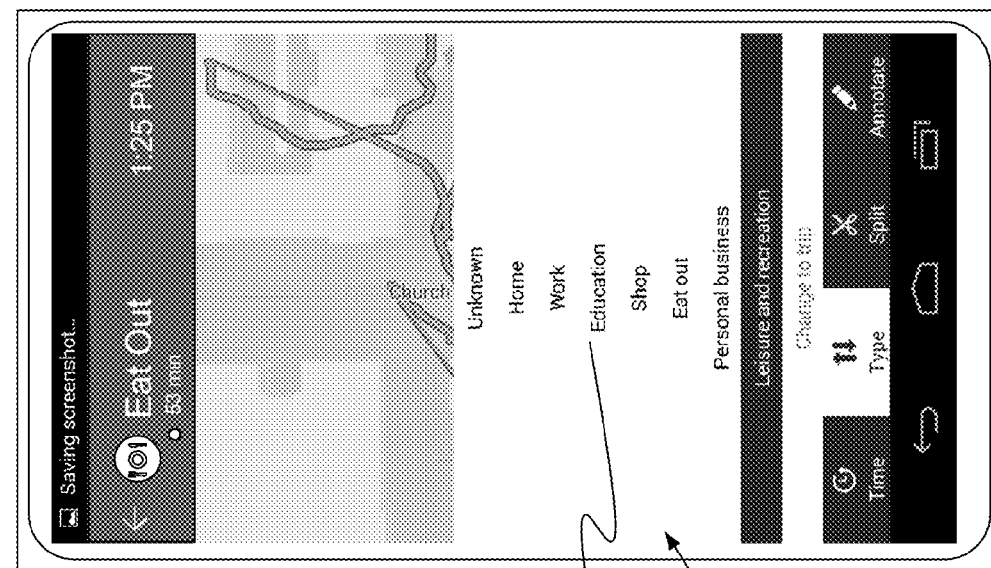 Saving screenshot...
Eat Out 1:25 PM
53 min
Church
Unknown
Home
Work
Education
Shop
Eat out
Personal business
Leisure and recreation
Change to trip
Time Type Split Annotate